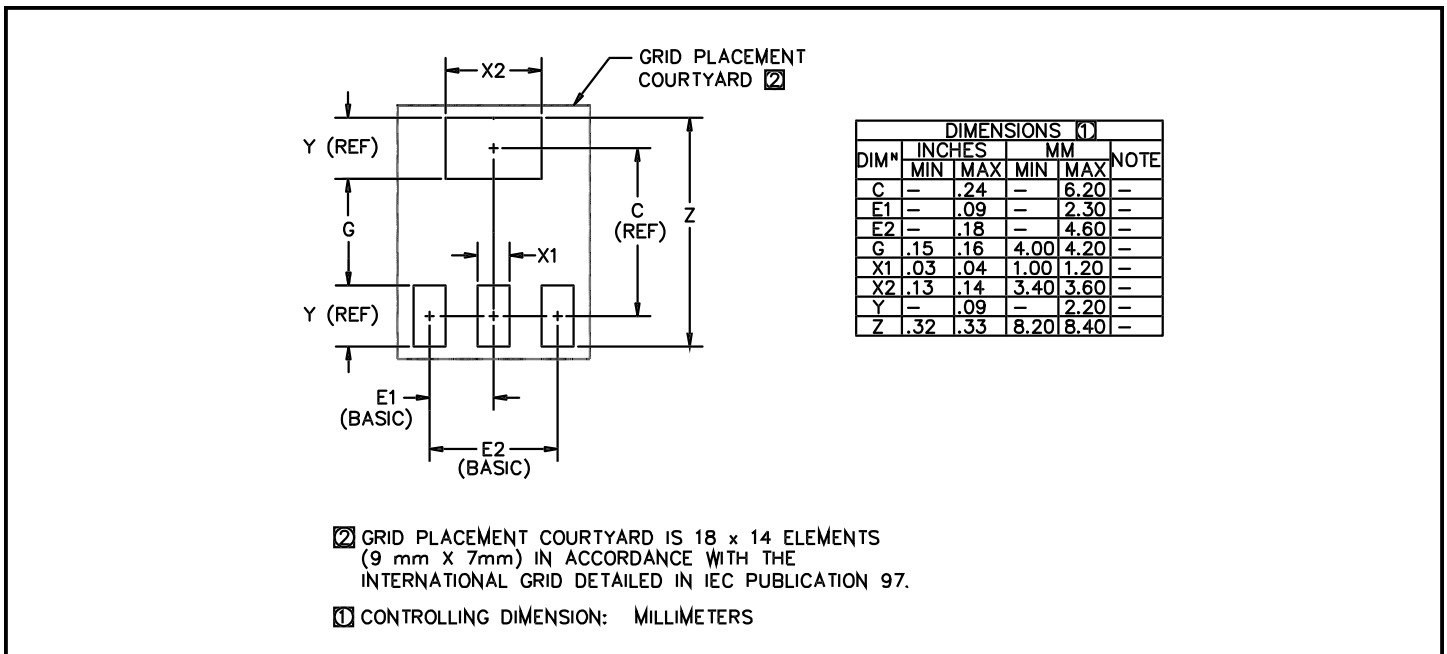 X2
GRID PLACEMENT
COURTYARD 2
Y (REF)
G
C
(REF)
Z
X1
Y (REF)
E1
(BASIC)
E2
(BASIC)
DIMENSIONS 1
DIMᴺ INCHES MM NOTE
MIN MAX MIN MAX
C – .24 – 6.20 –
E1 – .09 – 2.30 –
E2 – .18 – 4.60 –
G .15 .16 4.00 4.20 –
X1 .03 .04 1.00 1.20 –
X2 .13 .14 3.40 3.60 –
Y – .09 – 2.20 –
Z .32 .33 8.20 8.40 –
2 GRID PLACEMENT COURTYARD IS 18 x 14 ELEMENTS
(9 mm X 7mm) IN ACCORDANCE WITH THE
INTERNATIONAL GRID DETAILED IN IEC PUBLICATION 97.
1 CONTROLLING DIMENSION: MILLIMETERS